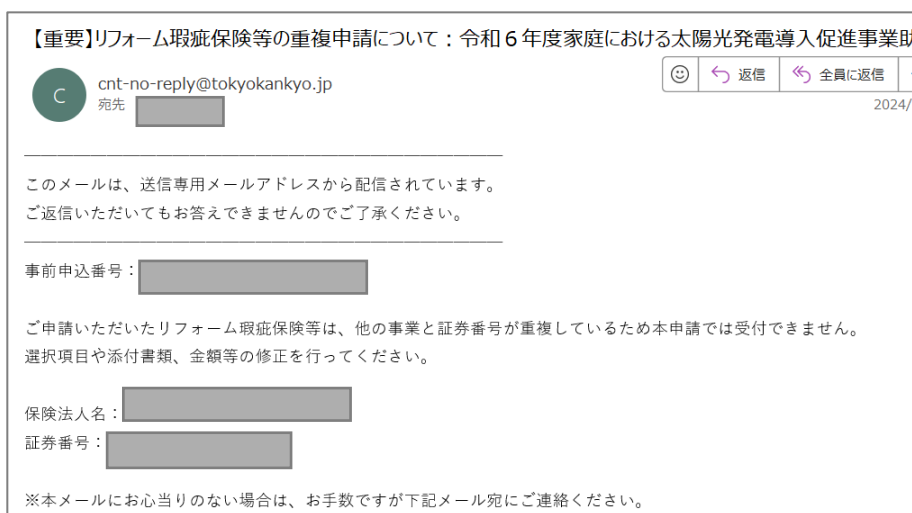 【重要】リフォーム瑕疵保険等の重複申請について：令和６年度家庭における太陽光発電導入促進事業助
C
cnt-no-reply@tokyokankyo.jp
宛先
返信
全員に返信
2024/
このメールは、送信専用メールアドレスから配信されています。
ご返信いただいてもお答えできませんのでご了承ください。
事前申込番号：
ご申請いただいたリフォーム瑕疵保険等は、他の事業と証券番号が重複しているため本申請では受付できません。
選択項目や添付書類、金額等の修正を行ってください。
保険法人名：
証券番号：
※本メールにお心当りのない場合は、お手数ですが下記メール宛にご連絡ください。